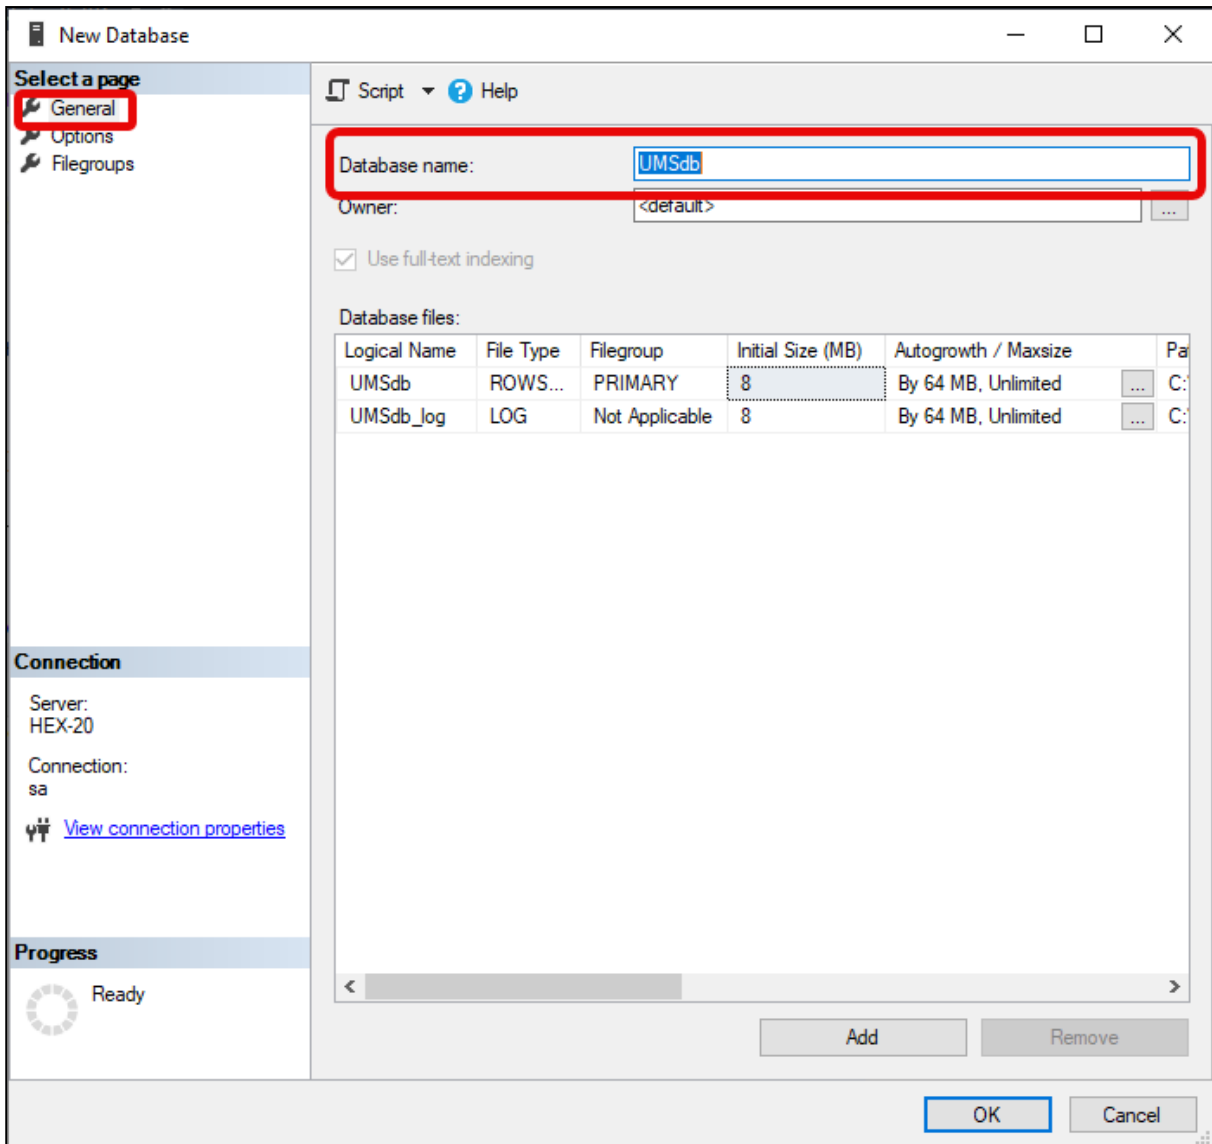 New Database
Select a page
General
Options
Filegroups
Script
Help
Database name: UMSdb
Owner: <default> ...
Use full-text indexing
Database files:
Logical Name File Type Filegroup Initial Size (MB) Autogrowth / Maxsize
UMSdb ROWS... PRIMARY 8 By 64 MB, Unlimited ... C:
UMSdb_log LOG Not Applicable 8 By 64 MB, Unlimited ... C:
Connection
Server:
HEX-20
Connection:
sa
View connection properties
Progress
Ready
Add Remove
OK Cancel